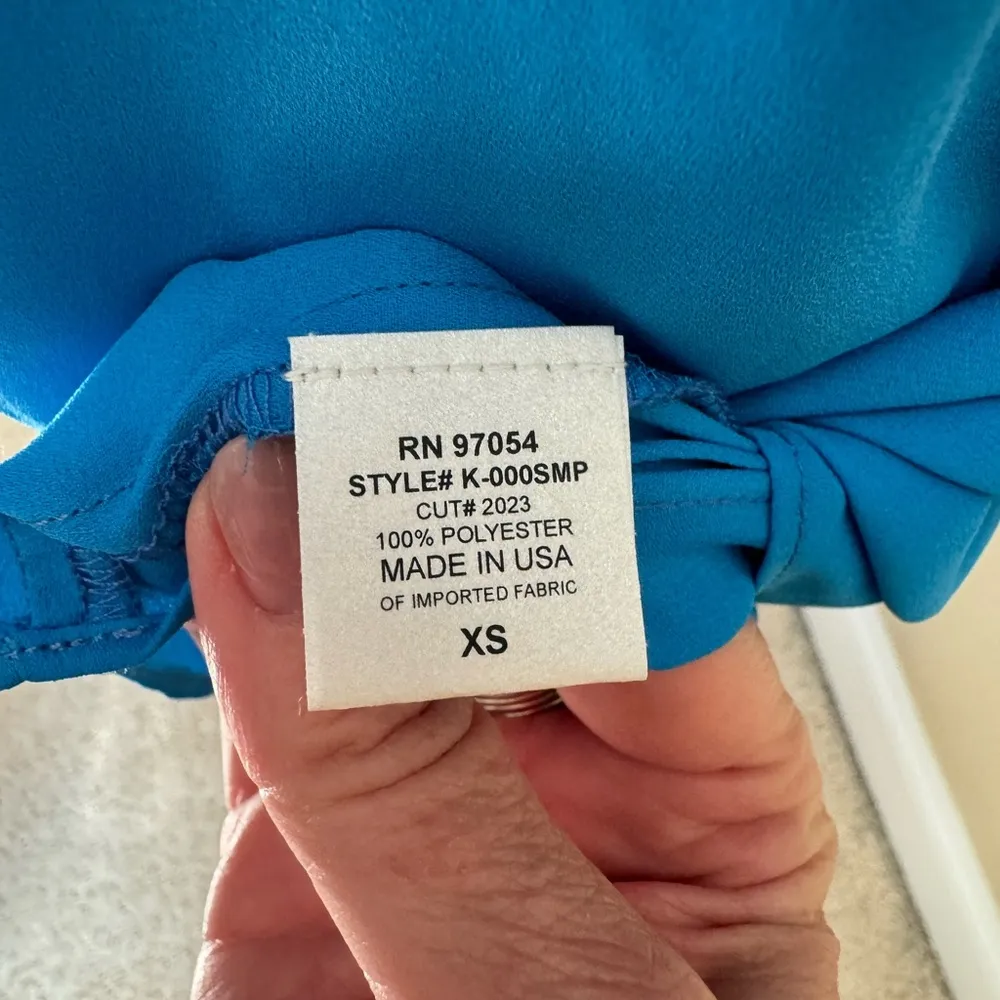 RN 97054
STYLE# K-000SMP
CUT# 2023
100% POLYESTER
MADE IN USA
OF IMPORTED FABRIC
XS